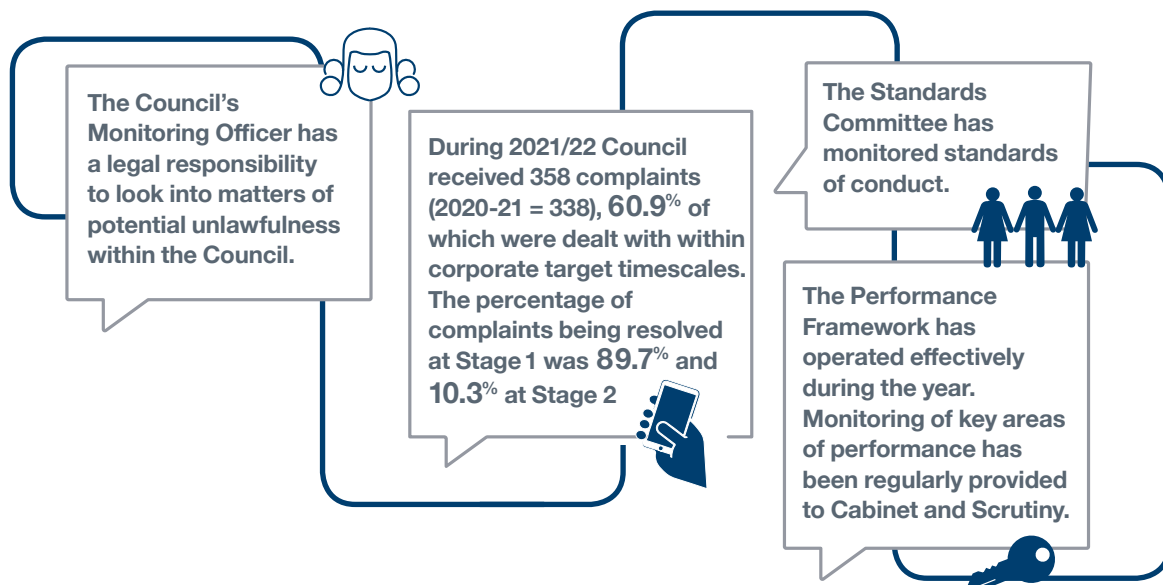 The Council’s
Monitoring Officer has
a legal responsibility
to look into matters of
potential unlawfulness
within the Council.
During 2021/22 Council
received 358 complaints
(2020-21 = 338), 60.9% of
which were dealt with within
corporate target timescales.
The percentage of
complaints being resolved
at Stage 1 was 89.7% and
10.3% at Stage 2
The Standards
Committee has
monitored standards
of conduct.
The Performance
Framework has
operated effectively
during the year.
Monitoring of key areas
of performance has
been regularly provided
to Cabinet and Scrutiny.